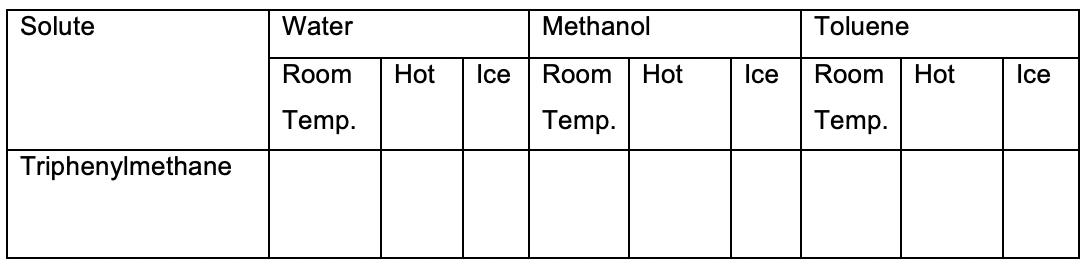 Solute Water Methanol Toluene
Room Hot Ice Room Hot Ice Room Hot Ice
Temp. Temp. Temp.
Triphenylmethane